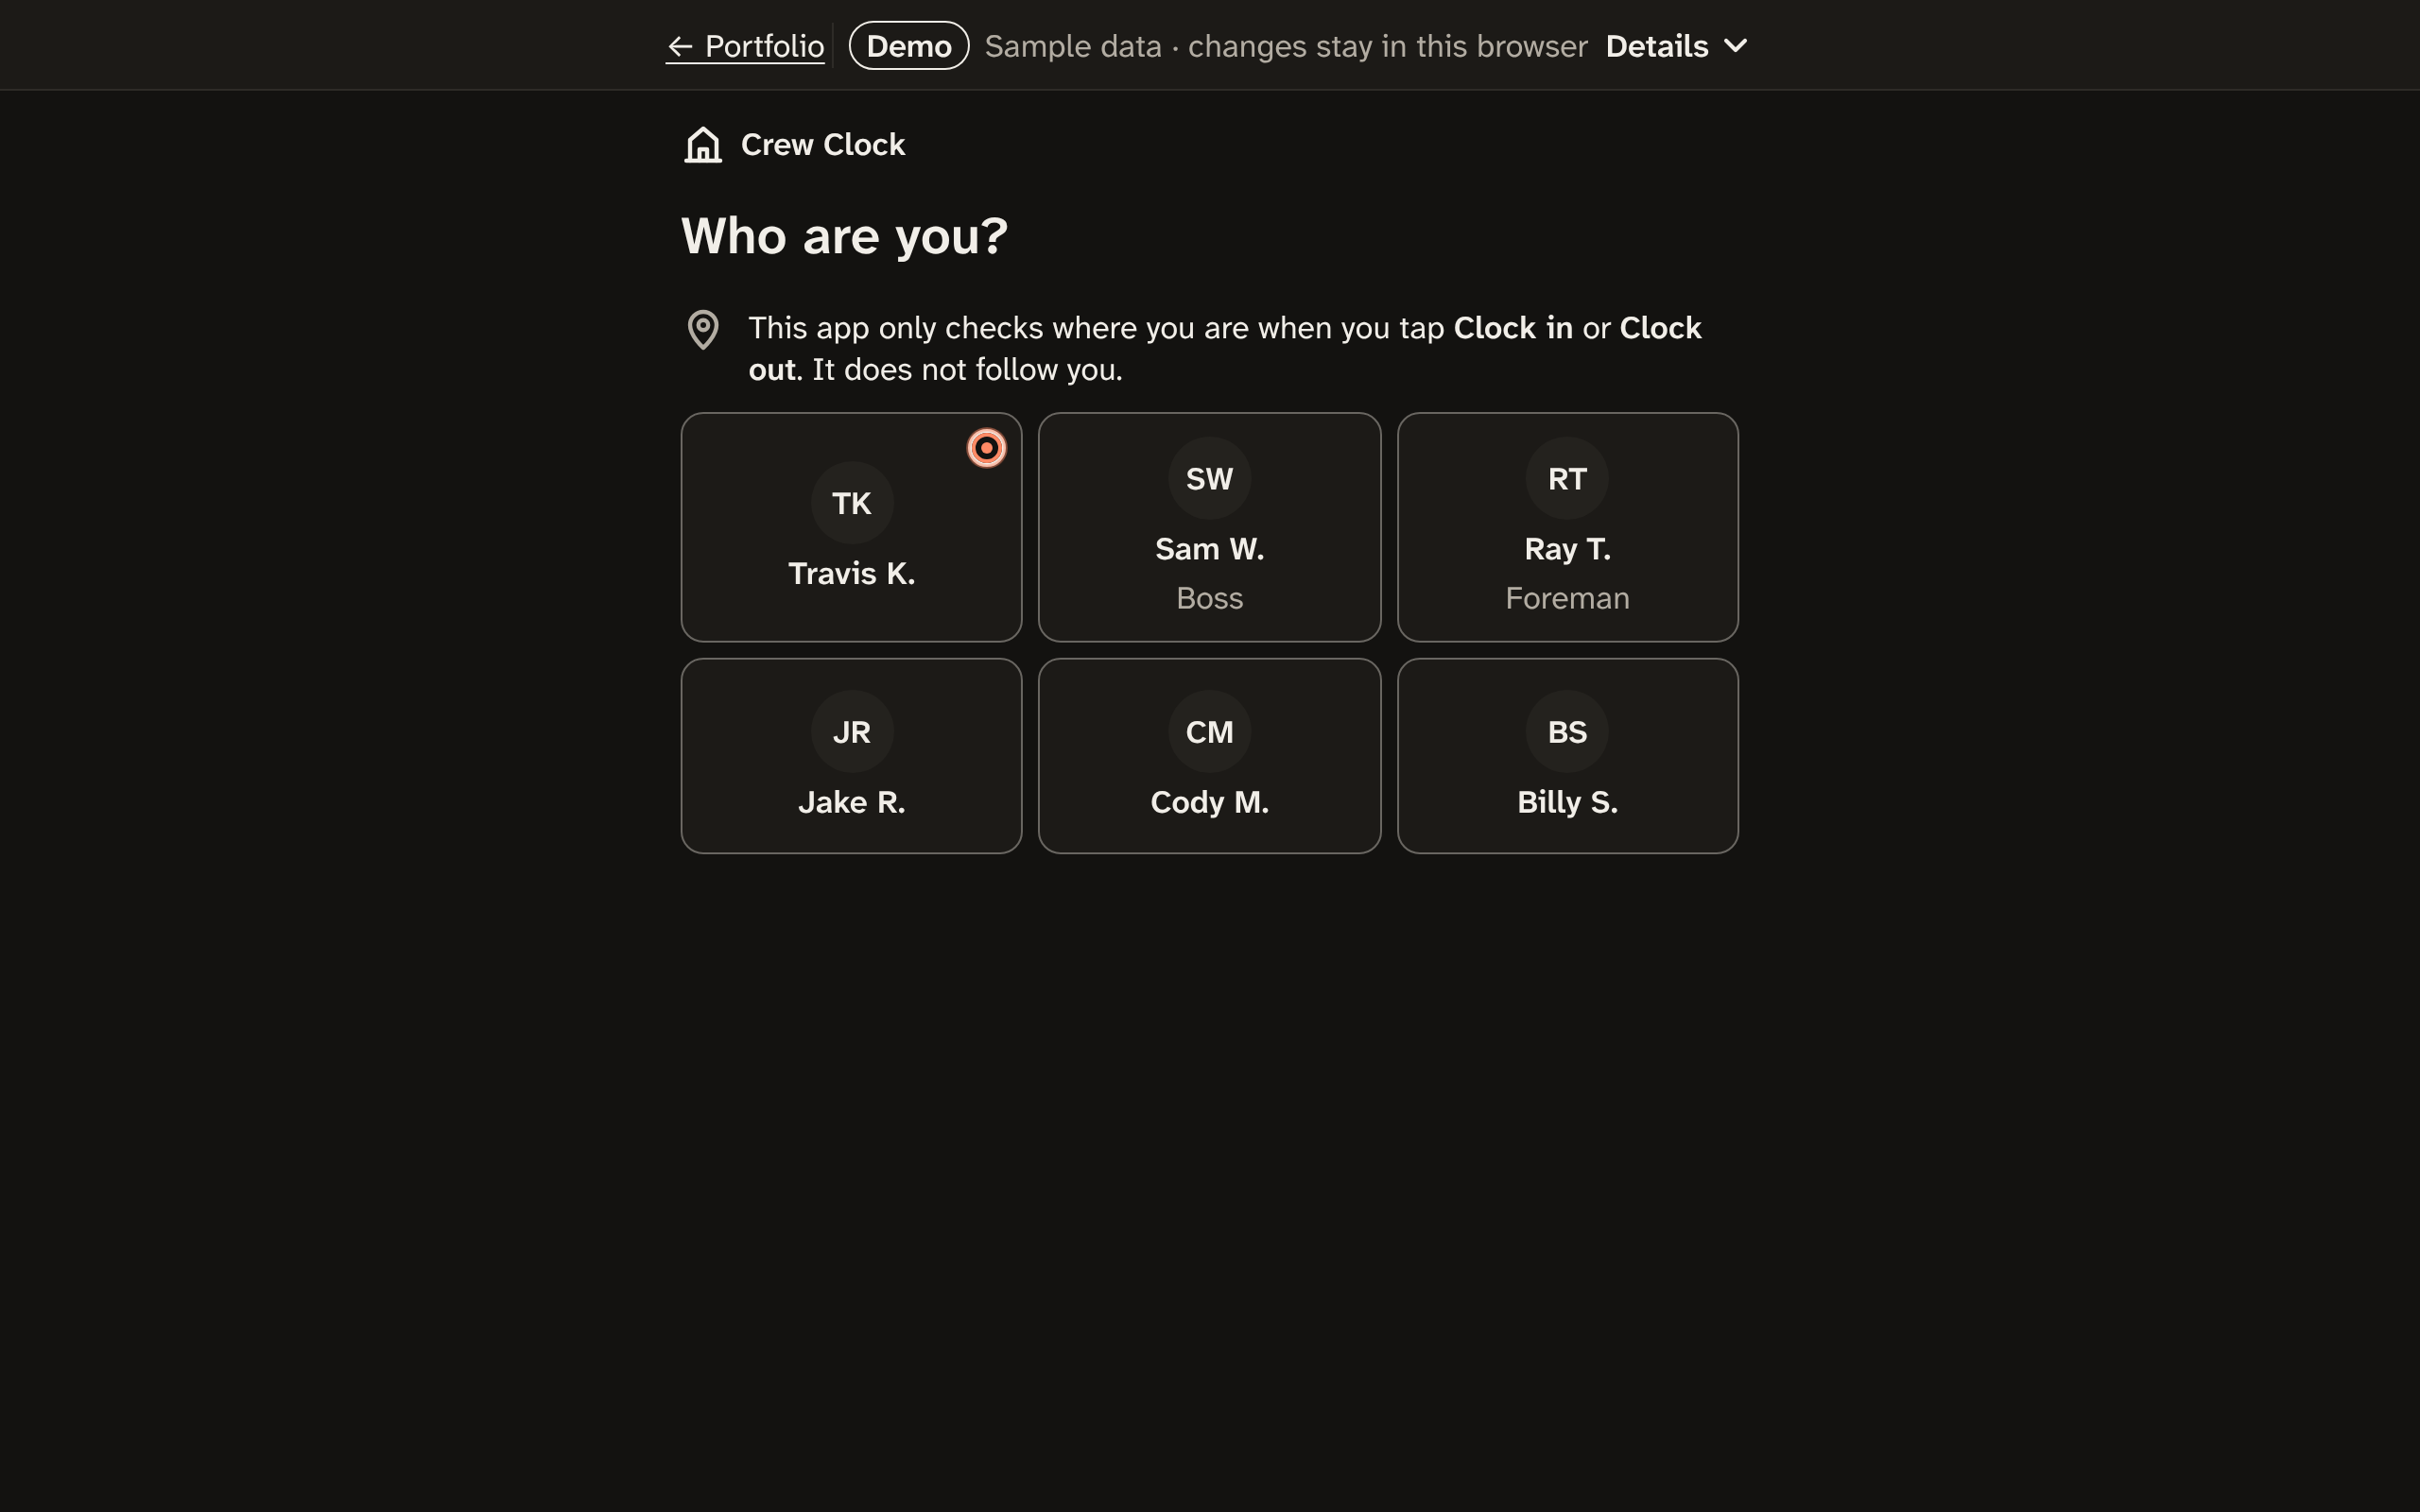 ← Portfolio Demo Sample data · changes stay in this browser Details
Crew Clock
Who are you?
This app only checks where you are when you tap Clock in or Clock
out. It does not follow you.
TK
Travis K.
SW
Sam W.
Boss
RT
Ray T.
Foreman
JR
Jake R.
CM
Cody M.
BS
Billy S.